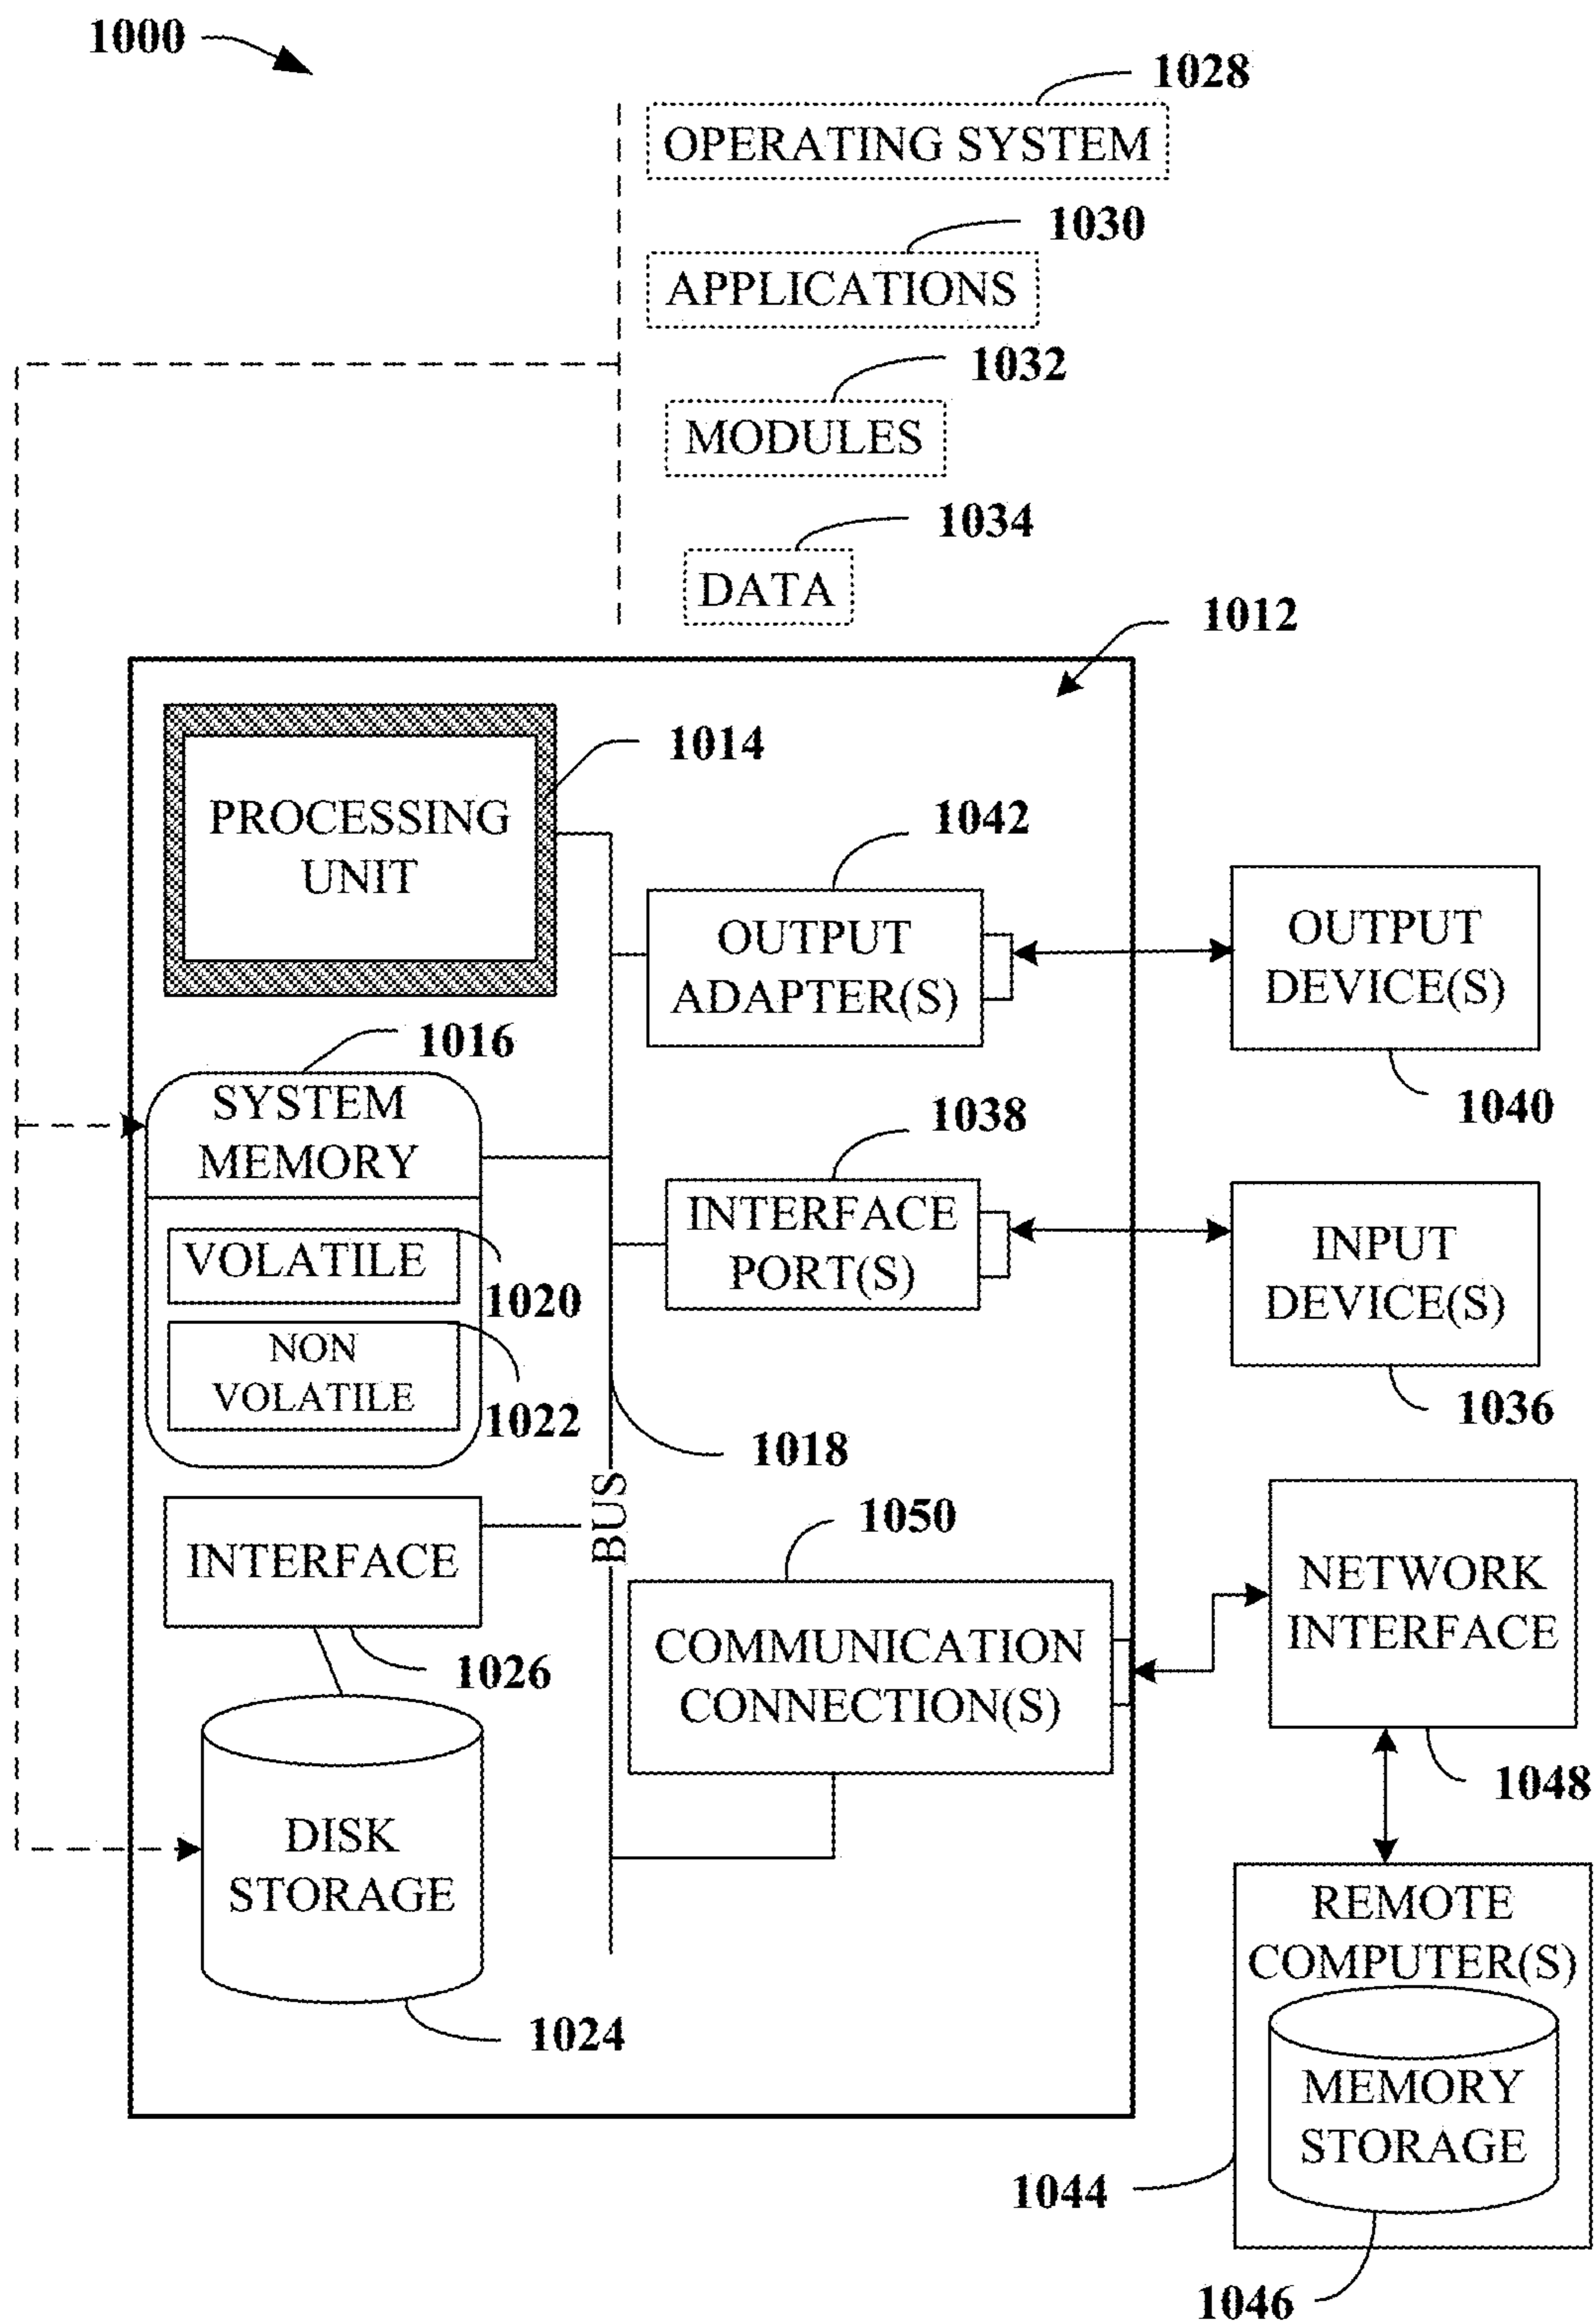 1000
1028
OPERATING SYSTEM
1030
APPLICATIONS
1032
MODULES
1034
DATA
1012
1014
PROCESSING
UNIT
1042
OUTPUT
ADAPTER(S)
OUTPUT
DEVICE(S)
1040
1016
SYSTEM
MEMORY
VOLATILE
1020
NON
VOLATILE
1022
1038
INTERFACE
PORT(S)
INPUT
DEVICE(S)
1036
1018
BUS
INTERFACE
1026
1050
COMMUNICATION
CONNECTION(S)
NETWORK
INTERFACE
1048
DISK
STORAGE
1024
REMOTE
COMPUTER(S)
MEMORY
STORAGE
1044
1046